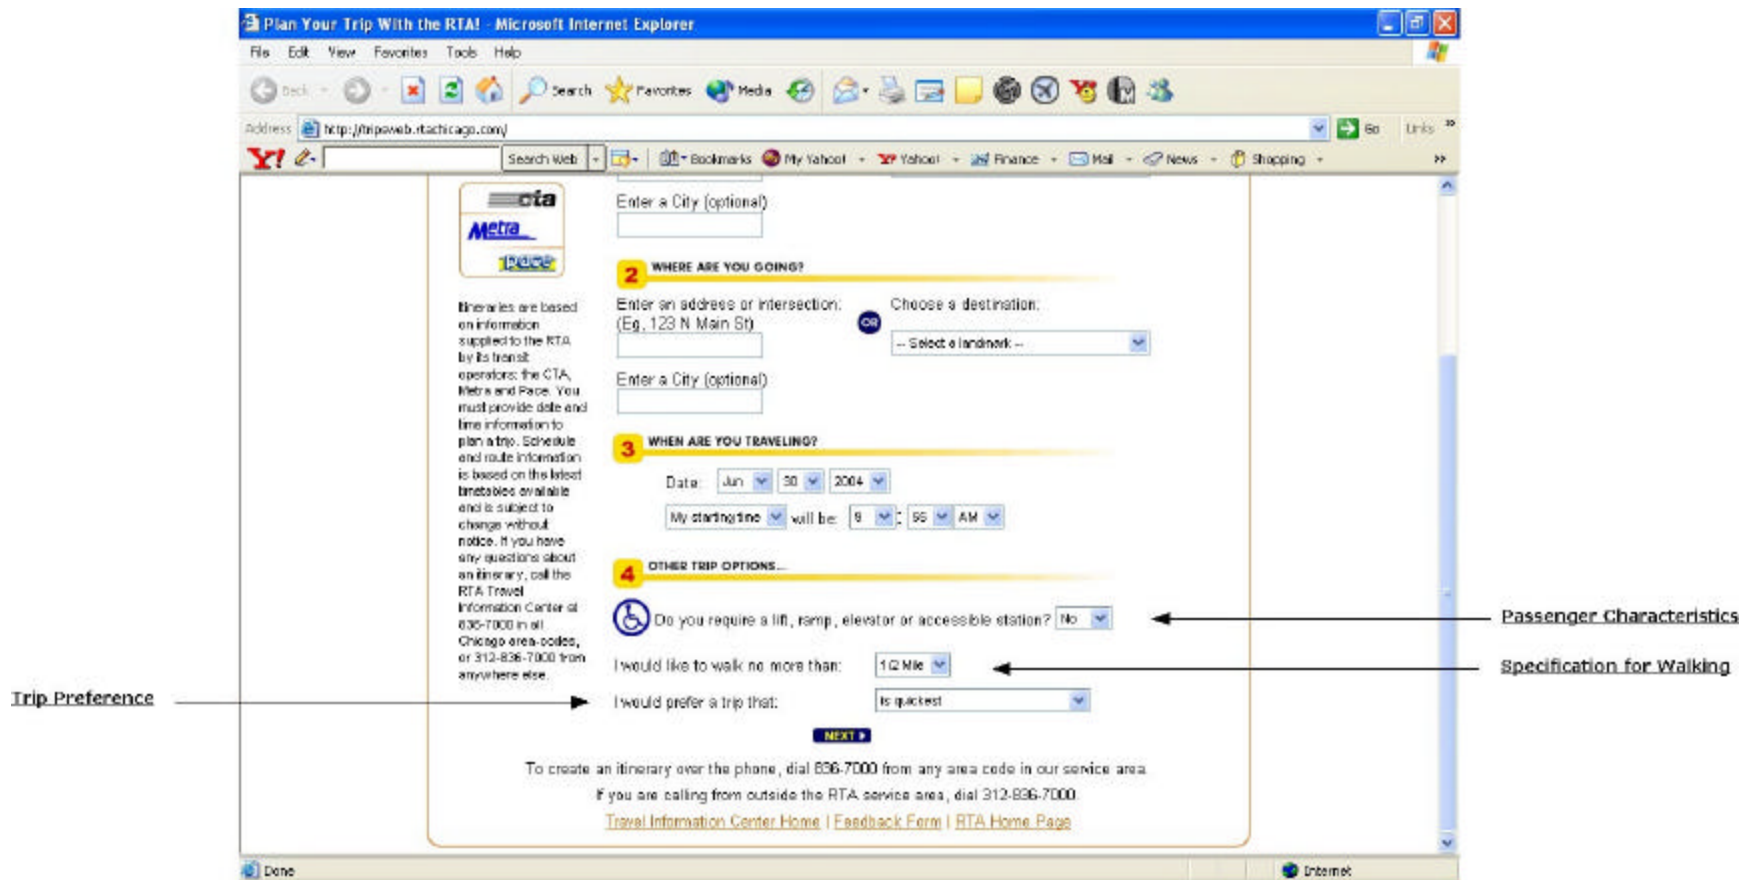 Plan Your Trip With the RTA! - Microsoft Internet Explorer
File Edit View Favorites Tools Help
Back Search Favorites Media
Address http://tripsweb.rtachicago.com/ Go Links »
Y! Search Web Bookmarks My Yahoo! Yahoo! Finance Mail News Shopping »
cta
Metra
Pace
Itineraries are based
on information
supplied to the RTA
by its transit
operators: the CTA,
Metra and Pace. You
must provide date and
time information to
plan a trip. Schedule
and route information
is based on the latest
timetables available
and is subject to
change without
notice. If you have
any questions about
an itinerary, call the
RTA Travel
Information Center at
836-7000 in all
Chicago area-codes,
or 312-836-7000 from
anywhere else.
Enter a City (optional)
2 WHERE ARE YOU GOING?
Enter an address or intersection:
(Eg, 123 N Main St)
OR
Choose a destination:
-- Select a landmark --
Enter a City (optional)
3 WHEN ARE YOU TRAVELING?
Date: Jun 30 2004
My starting time will be: 9 : 55 AM
4 OTHER TRIP OPTIONS...
Do you require a lift, ramp, elevator or accessible station? No
Passenger Characteristics
I would like to walk no more than: 1/2 Mile
Specification for Walking
Trip Preference
I would prefer a trip that: Is quickest
NEXT
To create an itinerary over the phone, dial 836-7000 from any area code in our service area
If you are calling from outside the RTA service area, dial 312-836-7000.
Travel Information Center Home | Feedback Form | RTA Home Page
Done Internet